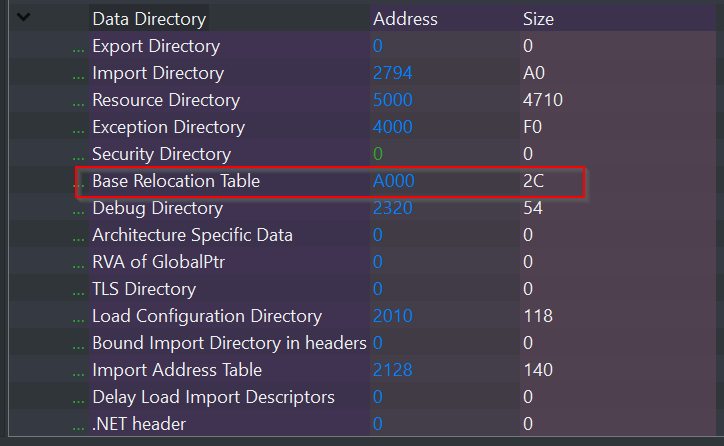 Data Directory Address Size
... Export Directory 0 0
... Import Directory 2794 A0
... Resource Directory 5000 4710
... Exception Directory 4000 F0
... Security Directory 0 0
... Base Relocation Table A000 2C
... Debug Directory 2320 54
... Architecture Specific Data 0 0
... RVA of GlobalPtr 0 0
... TLS Directory 0 0
... Load Configuration Directory 2010 118
... Bound Import Directory in headers 0 0
... Import Address Table 2128 140
... Delay Load Import Descriptors 0 0
... .NET header 0 0